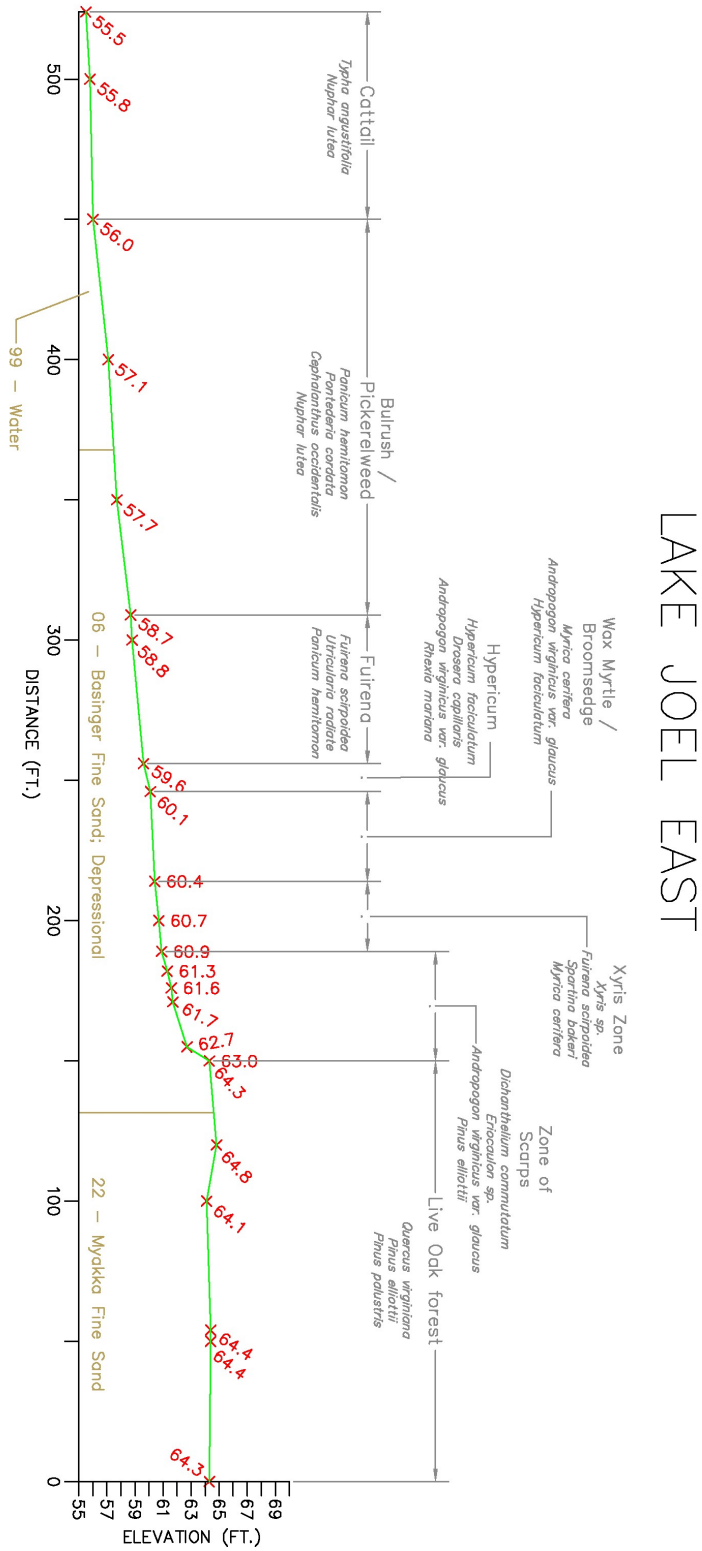 LAKE JOEL EAST
Cattail
Typha angustifolia
Nuphar lutea
Bulrush /
Pickerelweed
Panicum hemitomon
Pontederia cordata
Cephalanthus occidentalis
Nuphar lutea
Fuirena
Fuirena scirpoidea
Utricularia radiate
Panicum hemitomon
Hypericum
Hypericum faciculatum
Drosera capillaris
Andropogon virginicus var. glaucus
Rhexia mariana
Wax Myrtle /
Broomsedge
Myrica cerifera
Andropogon virginicus var. glaucus
Hypericum faciculatum
Xyris Zone
Xyris sp.
Fuirena scirpoidea
Spartina bakeri
Myrica cerifera
Zone of
Scarps
Dichanthelium commutatum
Eriocaulon sp.
Andropogon virginicus var. glaucus
Pinus elliottii
Live Oak forest
Quercus virginiana
Pinus elliottii
Pinus palustris
55.5
55.8
56.0
57.1
57.7
58.7
58.8
59.6
60.1
60.4
60.7
60.9
61.3
61.6
61.7
62.7
63.0
64.3
64.8
64.1
64.4
64.4
64.3
99 – Water
06 – Basinger Fine Sand; Depressional
22 – Myakka Fine Sand
500
400
300
200
100
0
DISTANCE (FT.)
69
67
65
63
61
59
57
55
ELEVATION (FT.)